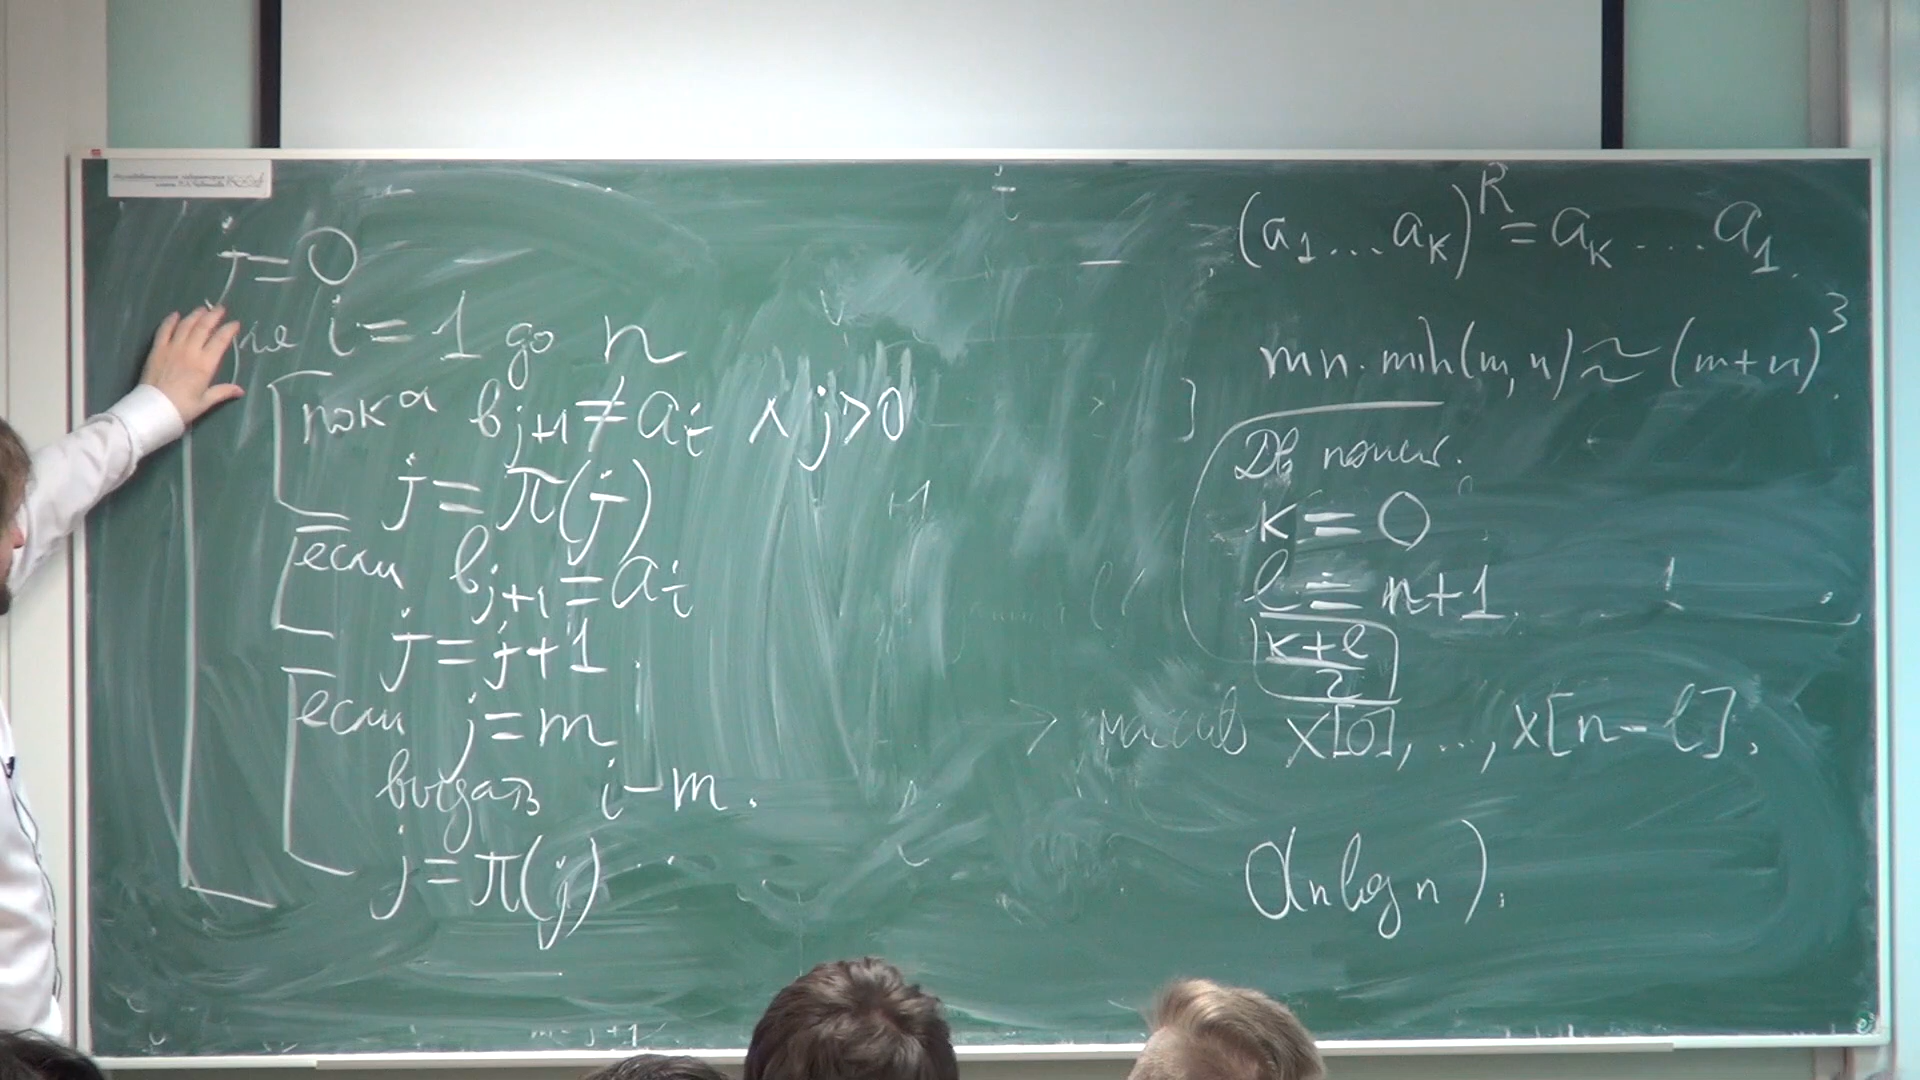 j=0
для i = 1 до n
пока b_{j+1} ≠ a_i ∧ j>0
j = π(j)
если b_{j+1} = a_i
j = j+1.
если j = m
выдать i-m.
j = π(j)
(a_1...a_k)^R = a_k....a_1.
mn·min(m,n) ≈ (m+n)^3.
Дв. поиск.
k = 0
l = n+1.
(k+l)/2
массив x[0],...,x[n-l].
O(n log n).
m-j+1